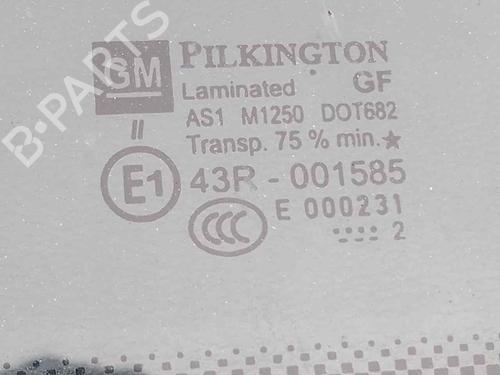 GM PILKINGTON
Laminated GF
AS1 M1250 DOT682
II Transp. 75% min.★
E1 43R - 001585
CCC E 000231
2
B-PARTS